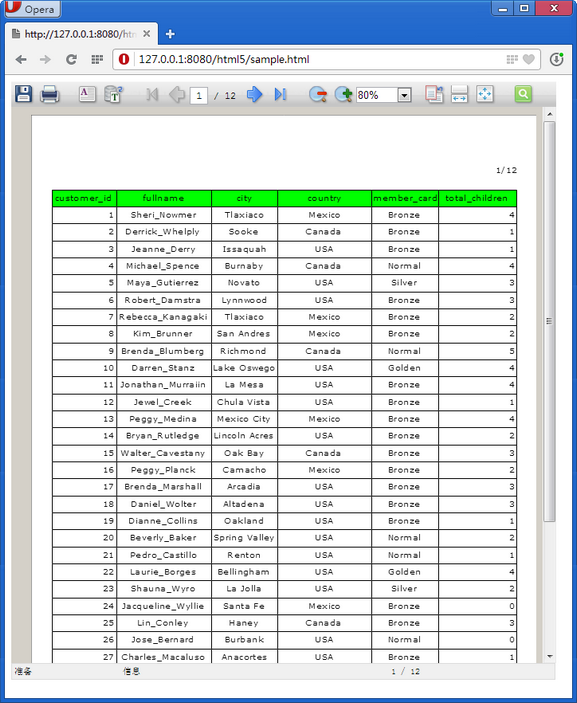 Opera
http://127.0.0.1:8080/htm
127.0.0.1:8080/html5/sample.html
1 / 12 80%
1/12
customer_id fullname city country member_card total_children
1 Sheri_Nowmer Tlaxiaco Mexico Bronze 4
2 Derrick_Whelply Sooke Canada Bronze 1
3 Jeanne_Derry Issaquah USA Bronze 1
4 Michael_Spence Burnaby Canada Normal 4
5 Maya_Gutierrez Novato USA Silver 3
6 Robert_Damstra Lynnwood USA Bronze 3
7 Rebecca_Kanagaki Tlaxiaco Mexico Bronze 2
8 Kim_Brunner San Andres Mexico Bronze 2
9 Brenda_Blumberg Richmond Canada Normal 5
10 Darren_Stanz Lake Oswego USA Golden 4
11 Jonathan_Murraiin La Mesa USA Bronze 4
12 Jewel_Creek Chula Vista USA Bronze 1
13 Peggy_Medina Mexico City Mexico Bronze 4
14 Bryan_Rutledge Lincoln Acres USA Bronze 2
15 Walter_Cavestany Oak Bay Canada Bronze 3
16 Peggy_Planck Camacho Mexico Bronze 2
17 Brenda_Marshall Arcadia USA Bronze 3
18 Daniel_Wolter Altadena USA Bronze 3
19 Dianne_Collins Oakland USA Bronze 1
20 Beverly_Baker Spring Valley USA Normal 2
21 Pedro_Castillo Renton USA Normal 1
22 Laurie_Borges Bellingham USA Golden 4
23 Shauna_Wyro La Jolla USA Silver 2
24 Jacqueline_Wyllie Santa Fe Mexico Bronze 0
25 Lin_Conley Haney Canada Bronze 3
26 Jose_Bernard Burbank USA Normal 0
27 Charles_Macaluso Anacortes USA Bronze 1
准备 信息 1 / 12